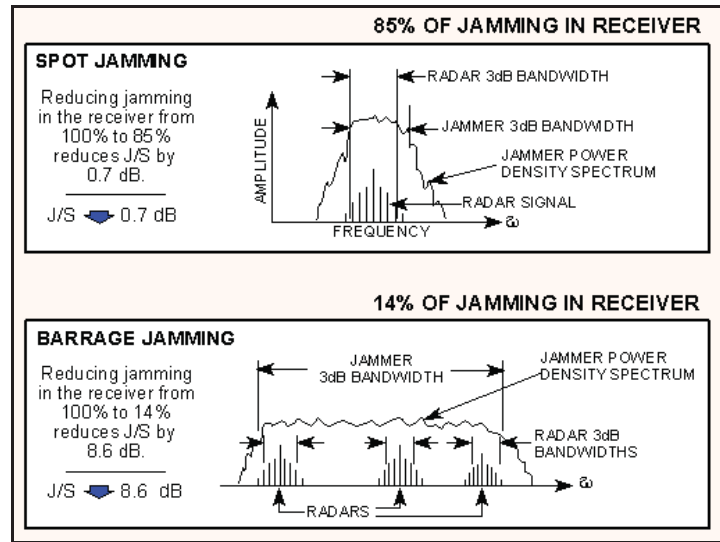 85% OF JAMMING IN RECEIVER
SPOT JAMMING
Reducing jamming
in the receiver from
100% to 85%
reduces J/S by
0.7 dB.
J/S 0.7 dB
AMPLITUDE
FREQUENCY
ω
RADAR 3dB BANDWIDTH
JAMMER 3dB BANDWIDTH
JAMMER POWER
DENSITY SPECTRUM
RADAR SIGNAL
14% OF JAMMING IN RECEIVER
BARRAGE JAMMING
Reducing jamming
in the receiver from
100% to 14%
reduces J/S by
8.6 dB.
J/S 8.6 dB
JAMMER
3dB BANDWIDTH
JAMMER POWER
DENSITY SPECTRUM
RADAR 3dB
BANDWIDTHS
ω
RADARS